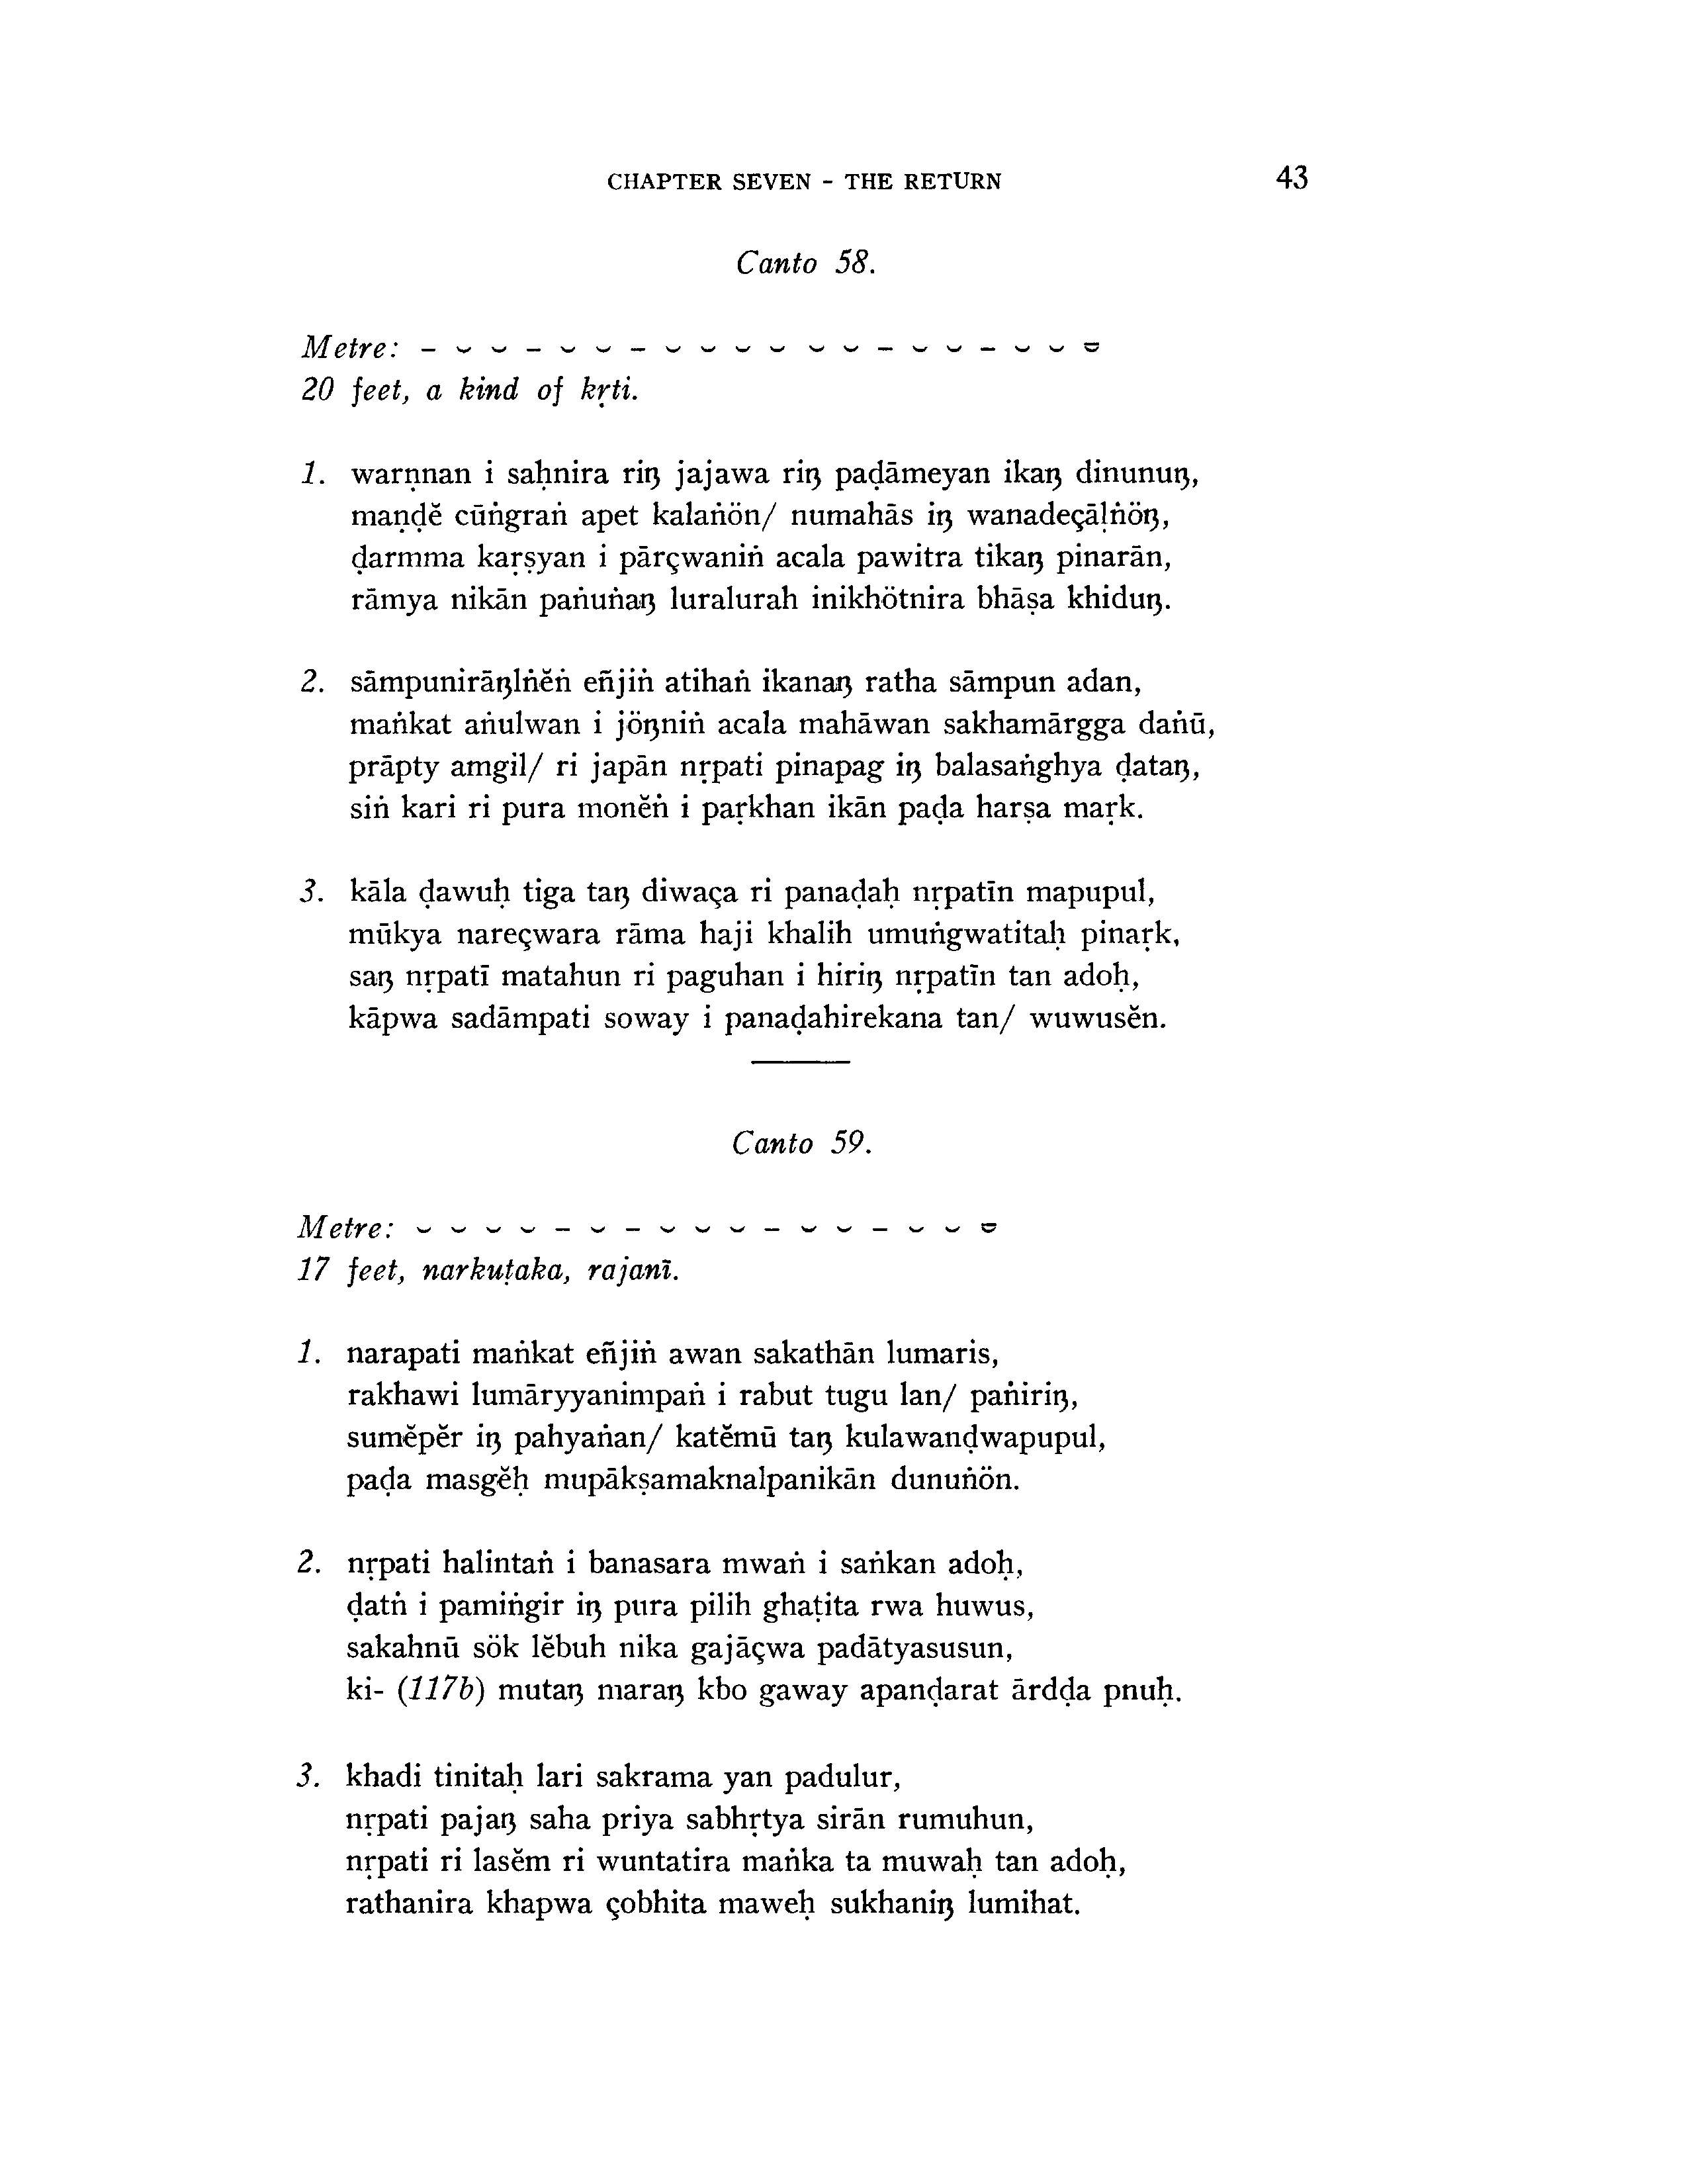 CHAPTER SEVEN - THE RETURN 43
Canto 58.
Metre: – ⏑ ⏑ – ⏑ ⏑ – ⏑ ⏑ ⏑ ⏑ ⏑ ⏑ – ⏑ ⏑ – ⏑ ⏑ ⏓
20 feet, a kind of kṛti.
1. warṇnan i saḥnira riŋ jajawa riŋ paḍāmeyan ikaŋ dinunuŋ,
maṇḍĕ cūṅgraṅ apet kalaṅön/ numahās iŋ wanadeçāḷṅöŋ,
ḍarmma karṣyan i pārçwaniṅ acala pawitra tikaŋ pinarān,
rāmya nikān paṅuṅaŋ luralurah inikhötnira bhāṣa khiduŋ.
2. sāmpunirāŋlṅĕṅ eñjiṅ atihaṅ ikanaŋ ratha sāmpun adan,
maṅkat aṅulwan i jöŋniṅ acala mahāwan sakhamārgga daṅū,
prāpty amgil/ ri japān nṛpati pinapag iŋ balasaṅghya ḍataŋ,
siṅ kari ri pura monĕṅ i paṛkhan ikān paḍa harṣa maṛk.
3. kāla ḍawuḥ tiga taŋ diwaça ri panaḍaḥ nṛpatīn mapupul,
mūkya nareçwara rāma haji khalih umuṅgwatitaḥ pinaṛk,
saŋ nṛpatī matahun ri paguhan i hiriŋ nṛpatīn tan adoḥ,
kāpwa sadāmpati soway i panaḍahirekana tan/ wuwusĕn.
Canto 59.
Metre: ⏑ ⏑ ⏑ ⏑ – ⏑ – ⏑ ⏑ ⏑ – ⏑ ⏑ – ⏑ ⏑ ⏓
17 feet, narkuṭaka, rajanī.
1. narapati maṅkat eñjiṅ awan sakathān lumaris,
rakhawi lumāryyanimpaṅ i rabut tugu lan/ paṅiriŋ,
sumĕpĕr iŋ pahyaṅan/ katĕmū taŋ kulawaṇḍwapupul,
paḍa masgĕḥ mupākṣamaknalpanikān dunuṅön.
2. nṛpati halintaṅ i banasara mwaṅ i saṅkan adoḥ,
ḍatṅ i pamiṅgir iŋ pura pilih ghaṭita rwa huwus,
sakahnū sök lĕbuh nika gajāçwa padātyasusun,
ki- (117b) mutaŋ maraŋ kbo gaway apaṇḍarat ārdḍa pnuḥ.
3. khadi tinitaḥ lari sakrama yan padulur,
nṛpati pajaŋ saha priya sabhṛtya sirān rumuhun,
nṛpati ri lasĕm ri wuntatira maṅka ta muwaḥ tan adoḥ,
rathanira khapwa çobhita maweḥ sukhaniŋ lumihat.